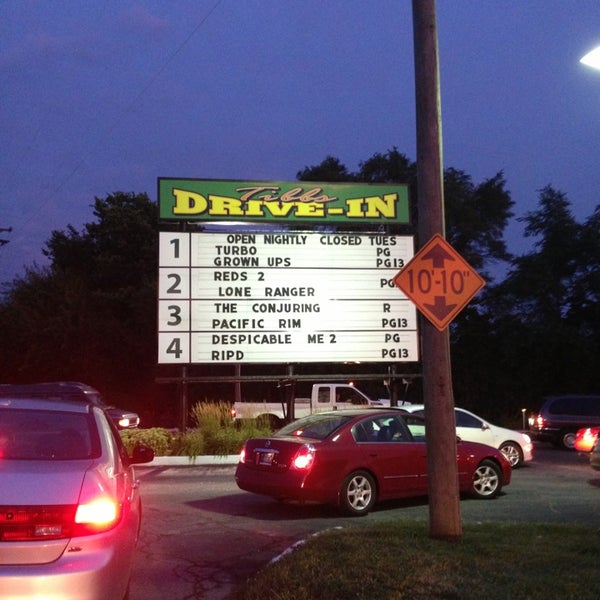 Tibbs
DRIVE-IN
OPEN NIGHTLY CLOSED TUES
1 TURBO PG
GROWN UPS PG13
2 REDS 2
LONE RANGER
3 THE CONJURING R
PACIFIC RIM PG13
4 DESPICABLE ME 2 PG
RIPD PG13
10'-10"